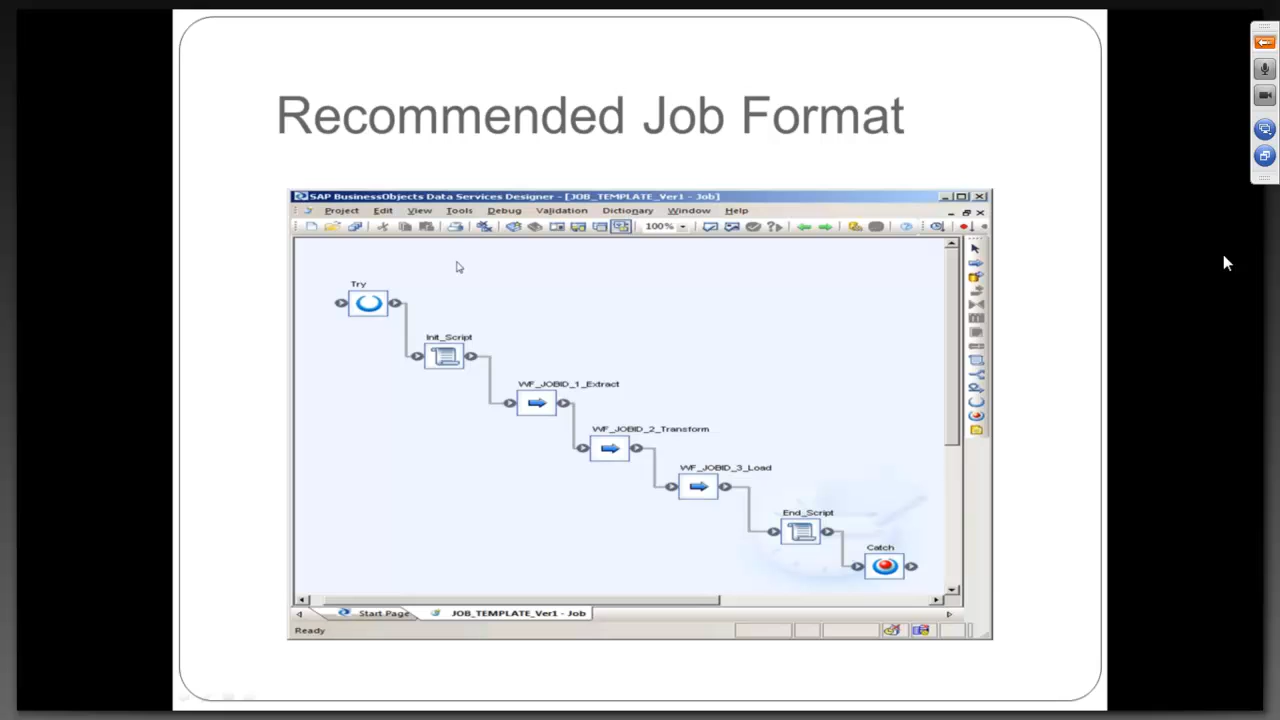 Recommended Job Format
SAP BusinessObjects Data Services Designer - [JOB_TEMPLATE_Ver1 - Job]
Project Edit View Tools Debug Validation Dictionary Window Help
100%
Try
Init_Script
WF_JOBID_1_Extract
WF_JOBID_2_Transform
WF_JOBID_3_Load
End_Script
Catch
Start Page JOB_TEMPLATE_Ver1 - Job
Ready